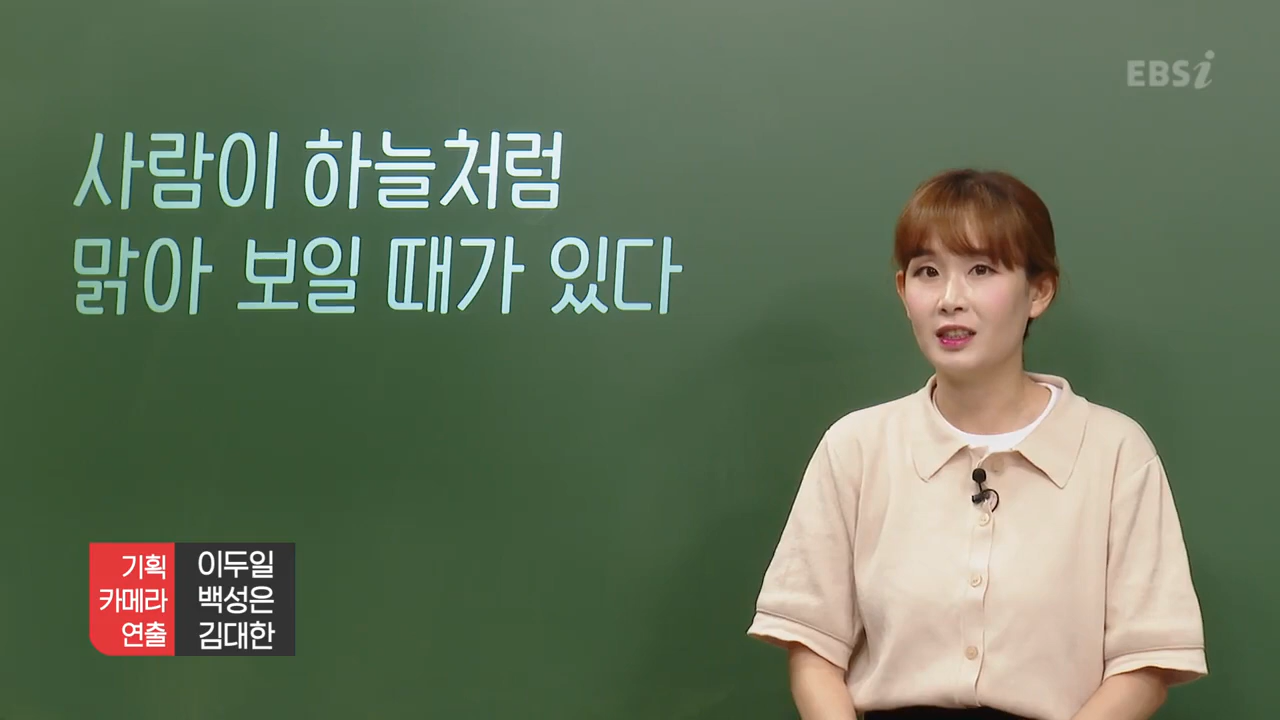 EBSi
사람이 하늘처럼
맑아 보일 때가 있다
기획 이두일
카메라 백성은
연출 김대한